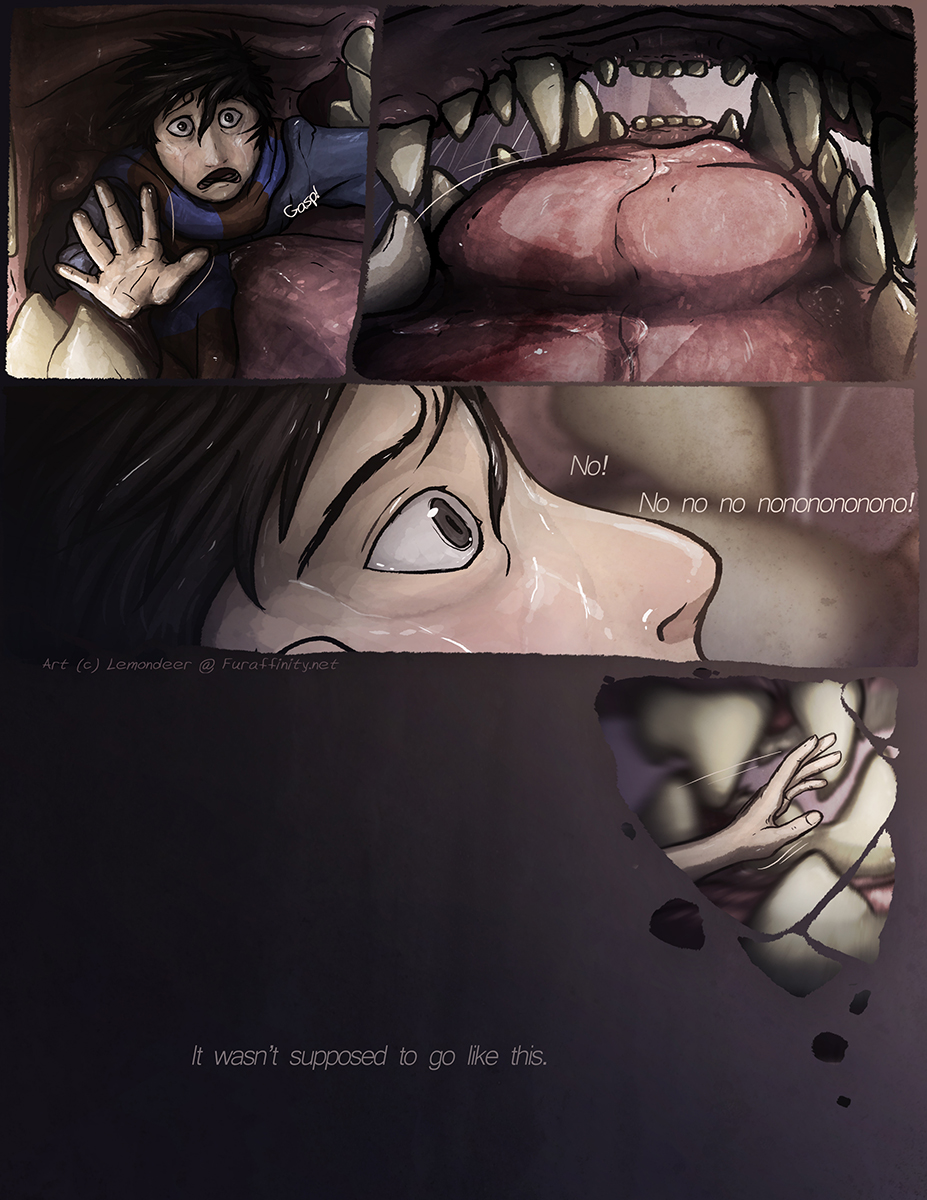 Gasp!
No!
No no no nonononono!
Art (c) Lemondeer @ Furaffinity.net
It wasn't supposed to go like this.